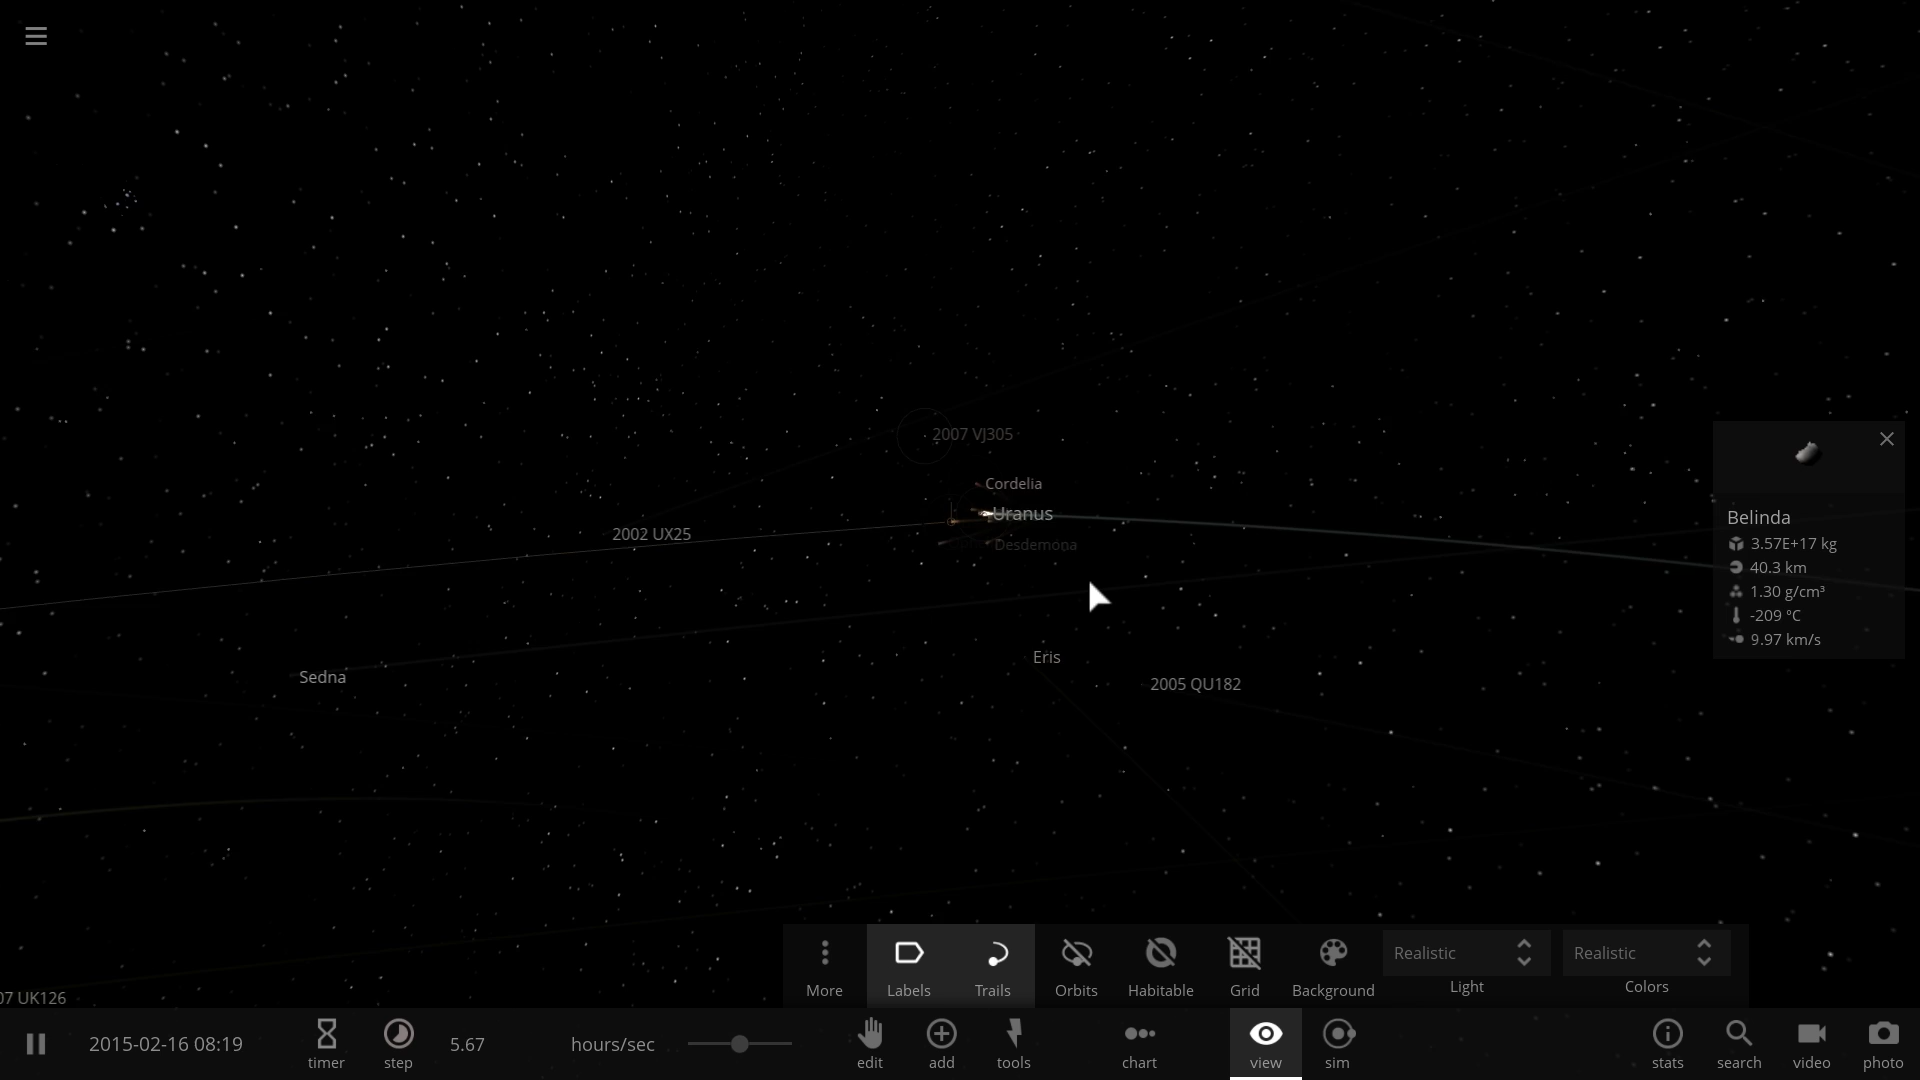 2007 VJ305
Cordelia
Uranus
2002 UX25
Desdemona
Belinda
3.57E+17 kg
40.3 km
1.30 g/cm³
-209 °C
9.97 km/s
Eris
Sedna
2005 QU182
07 UK126
More
Labels
Trails
Orbits
Habitable
Grid
Background
Realistic
Light
Realistic
Colors
2015-02-16 08:19
timer
step
5.67
hours/sec
edit
add
tools
chart
view
sim
stats
search
video
photo